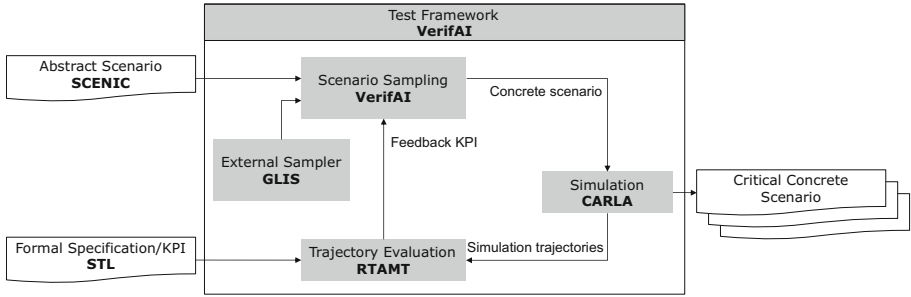 Test Framework
VerifAI
Abstract Scenario
SCENIC
Scenario Sampling
VerifAI
Concrete scenario
Feedback KPI
External Sampler
GLIS
Simulation
CARLA
Critical Concrete
Scenario
Formal Specification/KPI
STL
Trajectory Evaluation
RTAMT
Simulation trajectories